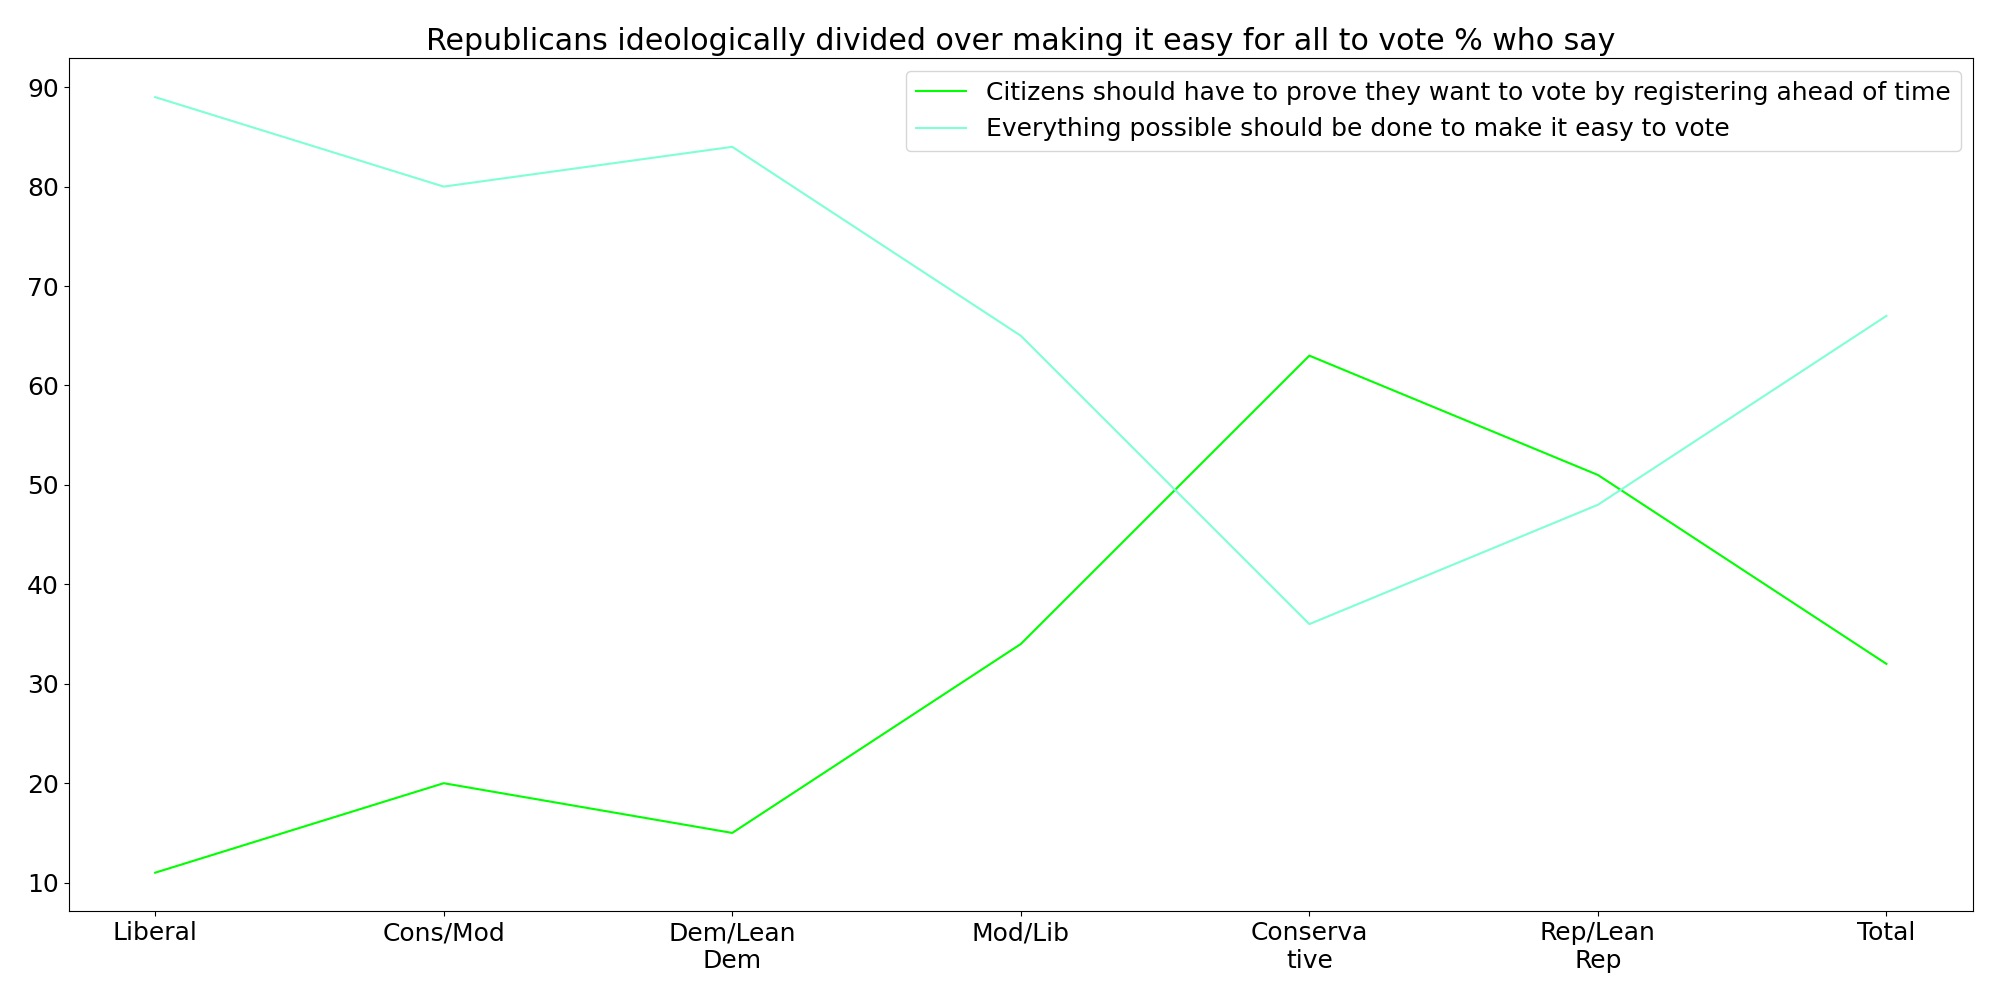 Republicans ideologically divided over making it easy for all to vote % who say
Citizens should have to prove they want to vote by registering ahead of time
Everything possible should be done to make it easy to vote
90
80
70
60
50
40
30
20
10
Liberal
Cons/Mod
Dem/Lean
Dem
Mod/Lib
Conserva
tive
Rep/Lean
Rep
Total